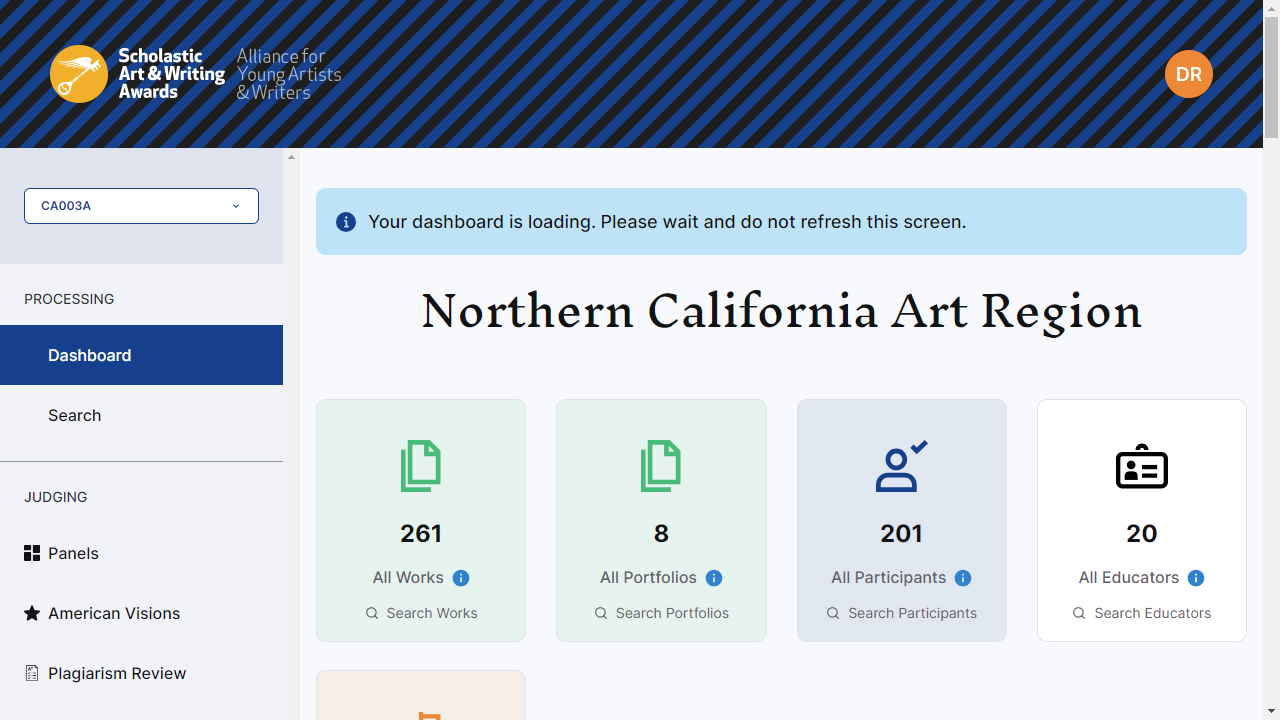 Scholastic
Art & Writing
Awards
Alliance for
Young Artists
& Writers
DR
CA003A
PROCESSING
Dashboard
Search
JUDGING
Panels
American Visions
Plagiarism Review
Your dashboard is loading. Please wait and do not refresh this screen.
Northern California Art Region
261
All Works
Search Works
8
All Portfolios
Search Portfolios
201
All Participants
Search Participants
20
All Educators
Search Educators